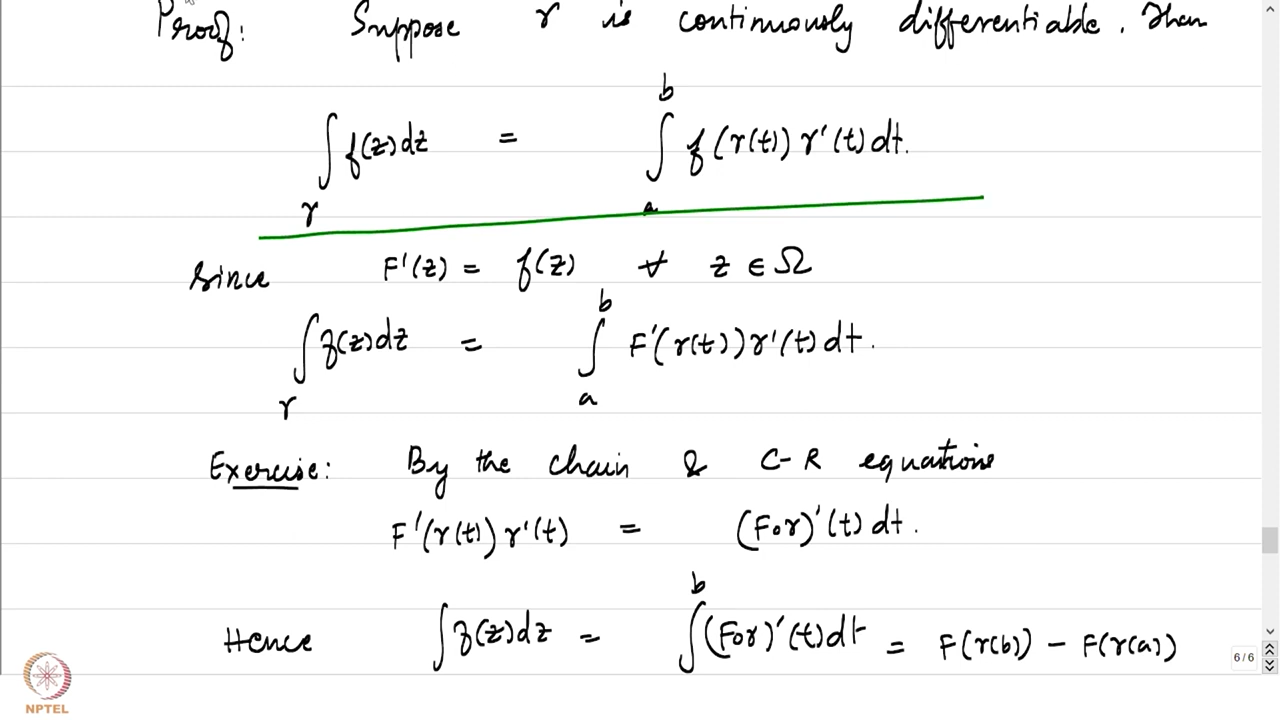 Proof: Suppose γ is continuously differentiable. Then
∫_γ f(z)dz = ∫_a^b f(γ(t))γ'(t)dt.
Since F'(z) = f(z) ∀ z ∈ Ω
∫_γ f(z)dz = ∫_a^b F'(γ(t))γ'(t)dt.
Exercise: By the chain & C-R equations
F'(γ(t))γ'(t) = (F∘γ)'(t)dt.
Hence ∫f(z)dz = ∫^b (F∘γ)'(t)dt = F(γ(b)) - F(γ(a))
6 / 6
NPTEL